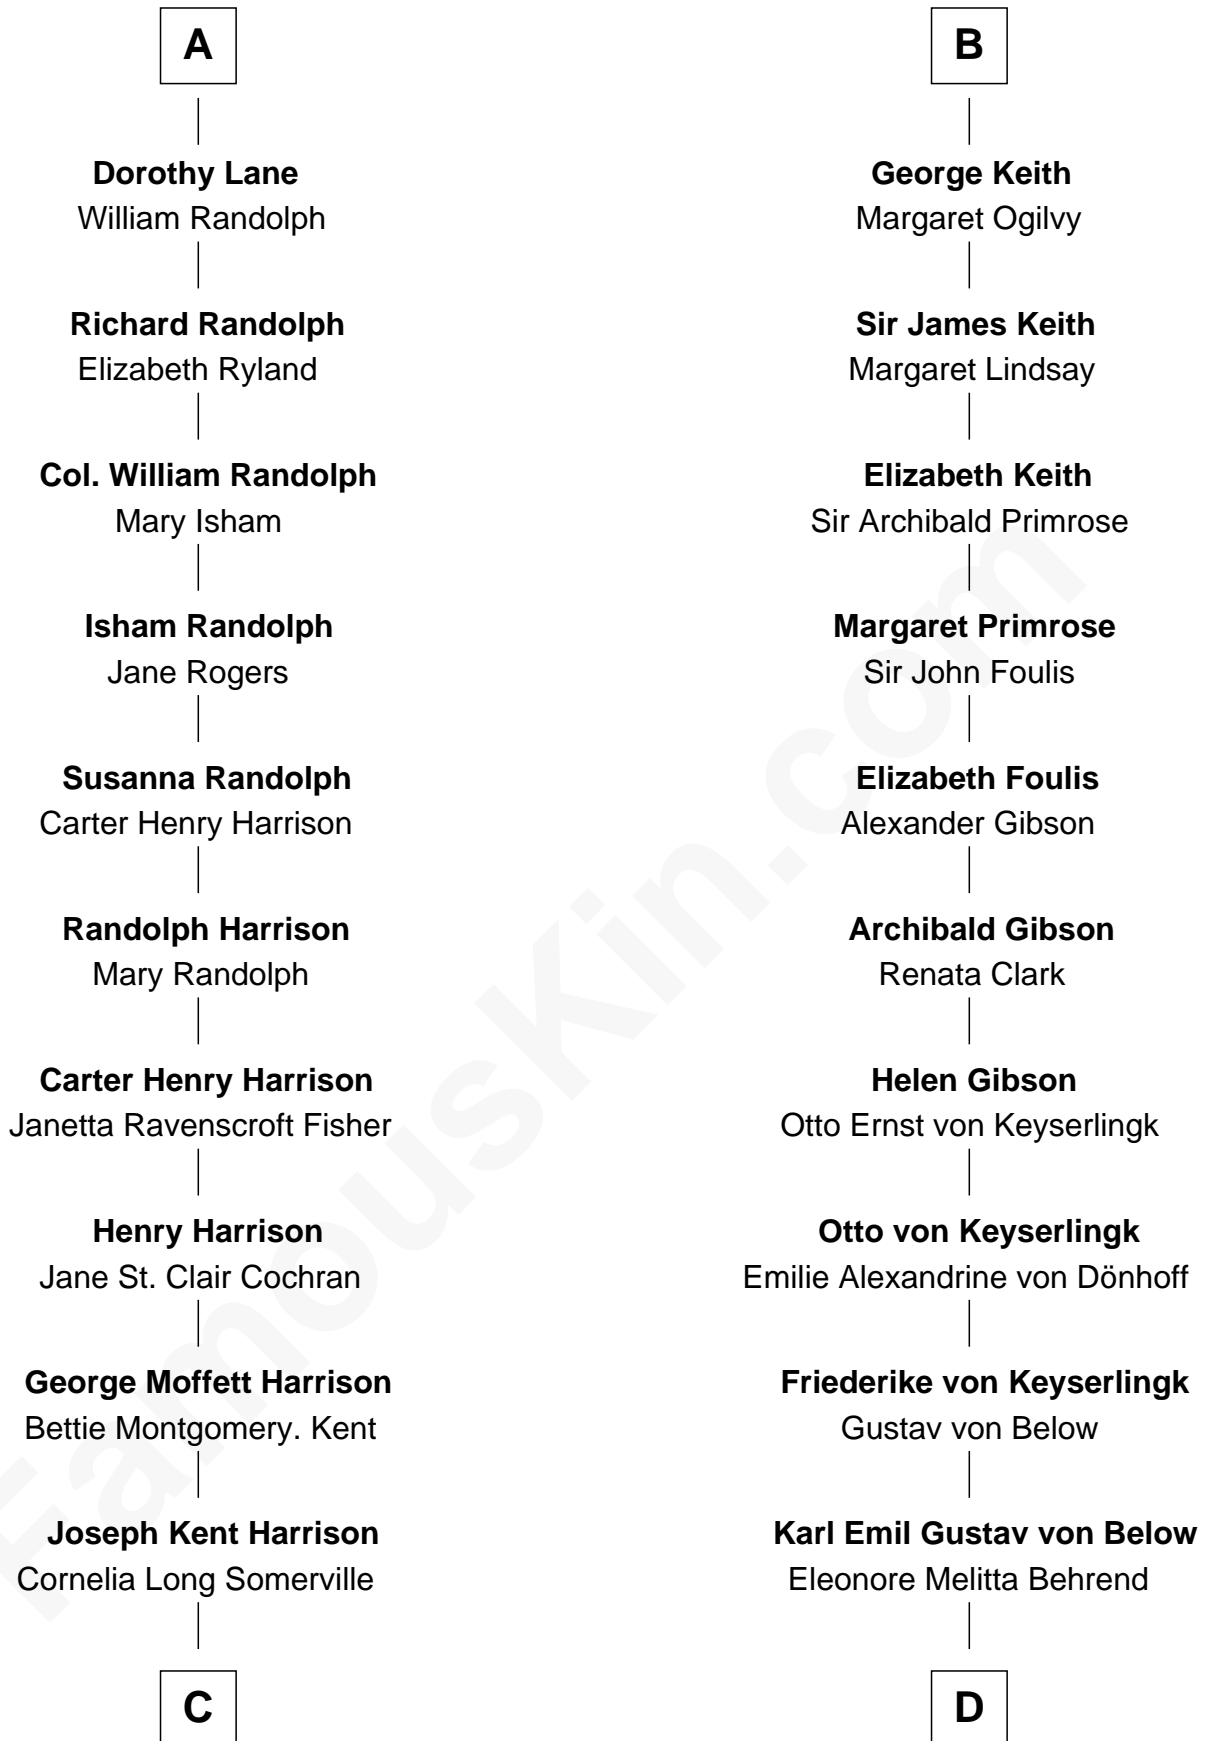 A
Dorothy Lane
William Randolph
Richard Randolph
Elizabeth Ryland
Col. William Randolph
Mary Isham
Isham Randolph
Jane Rogers
Susanna Randolph
Carter Henry Harrison
Randolph Harrison
Mary Randolph
Carter Henry Harrison
Janetta Ravenscroft Fisher
Henry Harrison
Jane St. Clair Cochran
George Moffett Harrison
Bettie Montgomery. Kent
Joseph Kent Harrison
Cornelia Long Somerville
C
B
George Keith
Margaret Ogilvy
Sir James Keith
Margaret Lindsay
Elizabeth Keith
Sir Archibald Primrose
Margaret Primrose
Sir John Foulis
Elizabeth Foulis
Alexander Gibson
Archibald Gibson
Renata Clark
Helen Gibson
Otto Ernst von Keyserlingk
Otto von Keyserlingk
Emilie Alexandrine von Dönhoff
Friederike von Keyserlingk
Gustav von Below
Karl Emil Gustav von Below
Eleonore Melitta Behrend
D
FamousKin.com